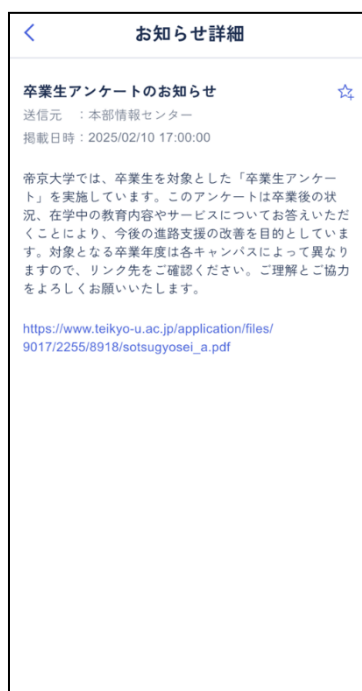 お知らせ詳細
卒業生アンケートのお知らせ
送信元　：本部情報センター
掲載日時：2025/02/10 17:00:00
帝京大学では、卒業生を対象とした「卒業生アンケー
ト」を実施しています。このアンケートは卒業後の状
況、在学中の教育内容やサービスについてお答えいただ
くことにより、今後の進路支援の改善を目的としていま
す。対象となる卒業年度は各キャンパスによって異なり
ますので、リンク先をご確認ください。ご理解とご協力
をよろしくお願いいたします。
https://www.teikyo-u.ac.jp/application/files/
9017/2255/8918/sotsugyosei_a.pdf